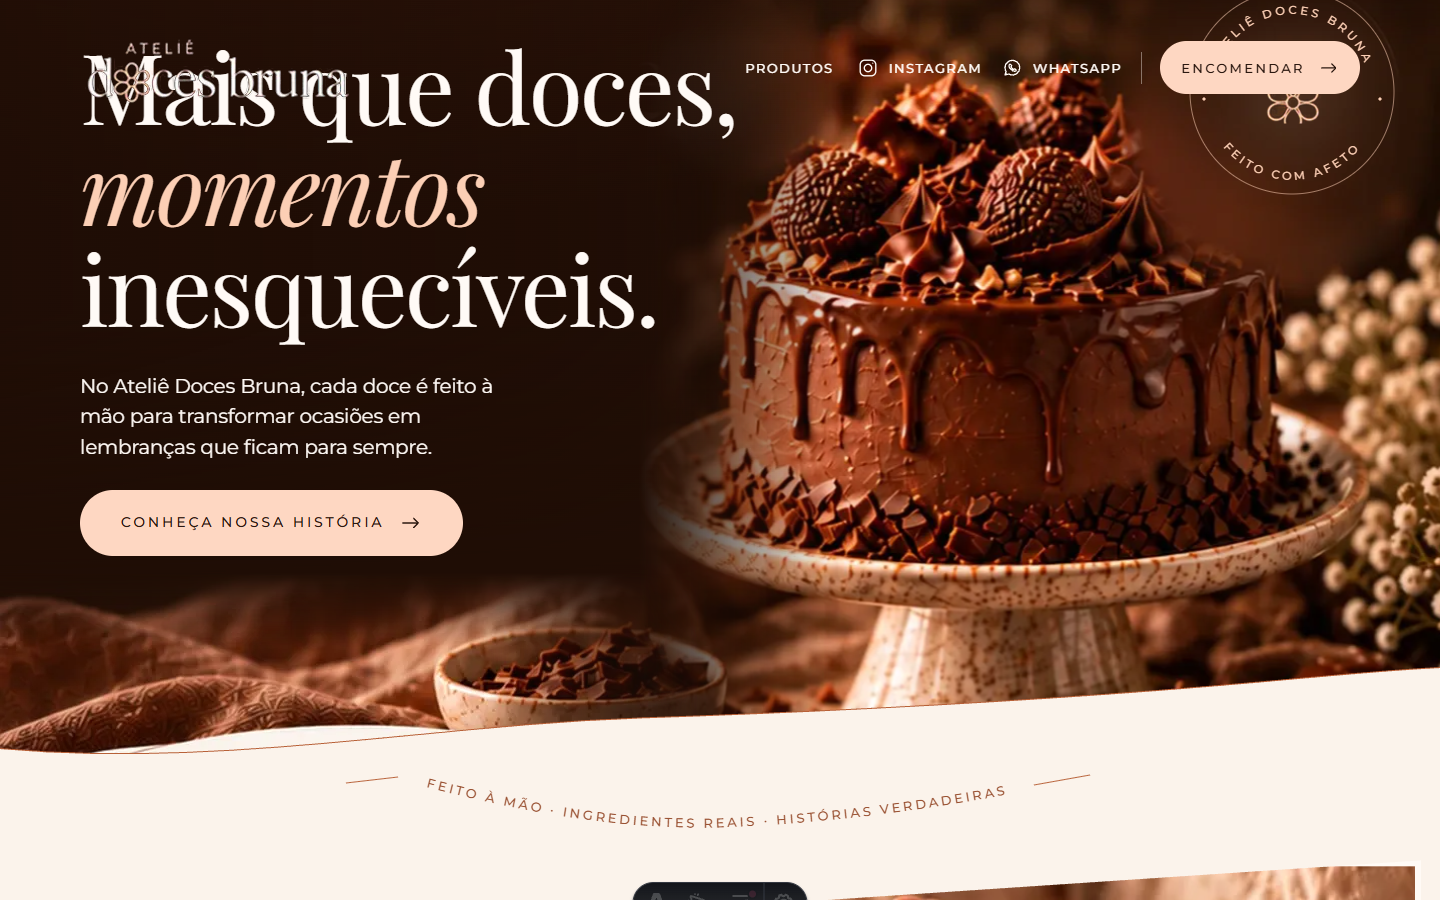 ATELIÊ
doces bruna
PRODUTOS
INSTAGRAM
WHATSAPP
ENCOMENDAR
DOCES BRUNA
FEITO COM AFETO
Mais que doces,
momentos
inesquecíveis.
No Ateliê Doces Bruna, cada doce é feito à
mão para transformar ocasiões em
lembranças que ficam para sempre.
CONHEÇA NOSSA HISTÓRIA
FEITO À MÃO · INGREDIENTES REAIS · HISTÓRIAS VERDADEIRAS